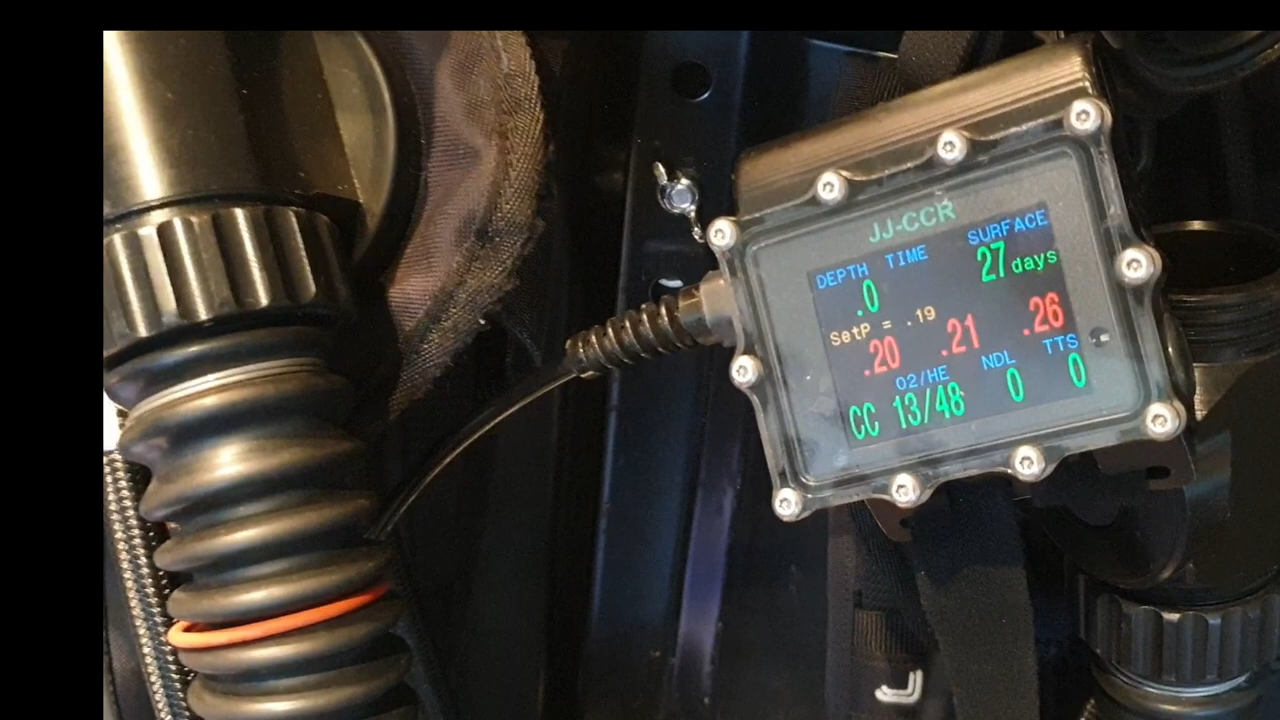 JJ-CCR
DEPTH TIME SURFACE
.0 27 days
SetP = .19
.20 .21 .26
O2/HE NDL TTS
CC 13/48 0 0